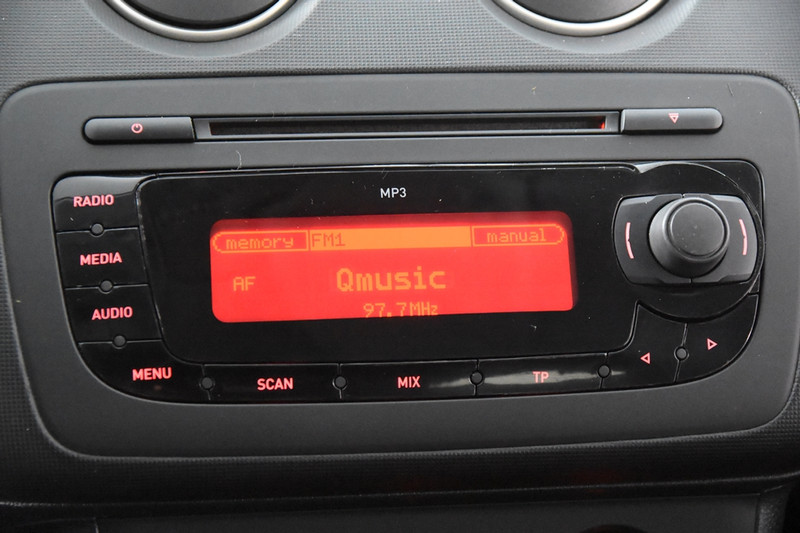 MP3
RADIO
memory FM1 manual
MEDIA
AF Qmusic
97.7MHz
AUDIO
MENU SCAN MIX TP